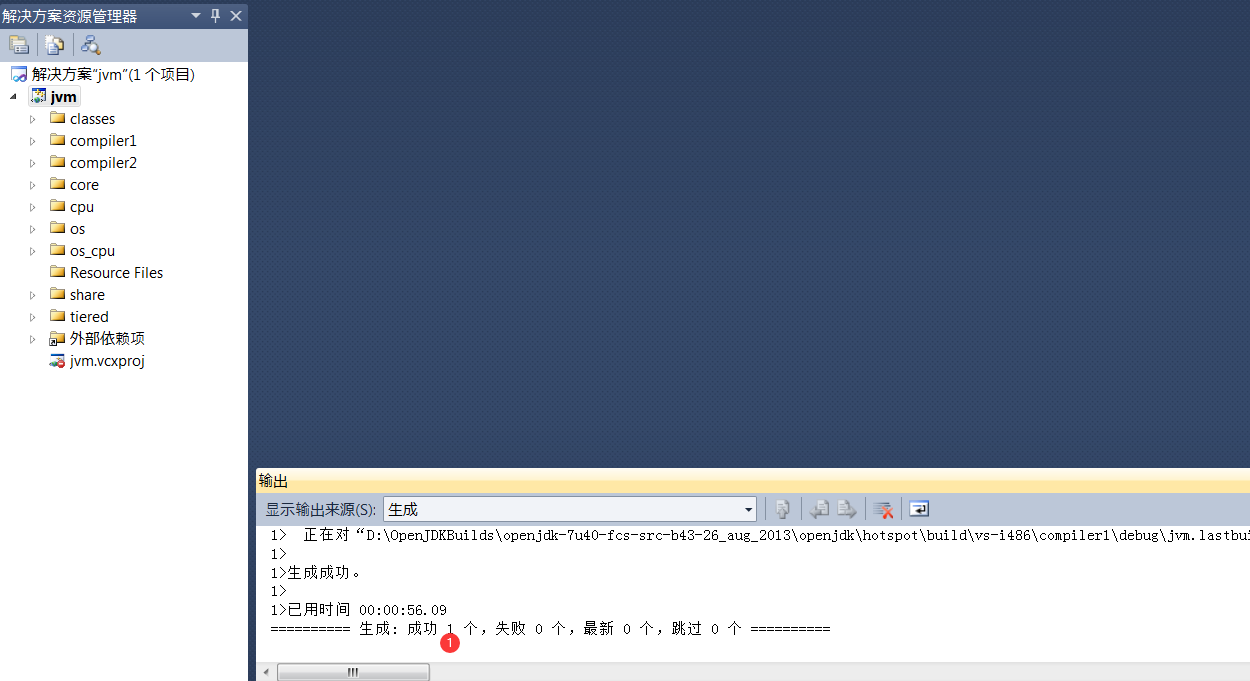 解决方案资源管理器
解决方案"jvm"(1 个项目)
jvm
classes
compiler1
compiler2
core
cpu
os
os_cpu
Resource Files
share
tiered
外部依赖项
jvm.vcxproj
输出
显示输出来源(S): 生成
1>  正在对“D:\OpenJDKBuilds\openjdk-7u40-fcs-src-b43-26_aug_2013\openjdk\hotspot\build\vs-i486\compiler1\debug\jvm.lastbui
1>
1>生成成功。
1>
1>已用时间 00:00:56.09
========== 生成: 成功 1 个，失败 0 个，最新 0 个，跳过 0 个 ==========
1